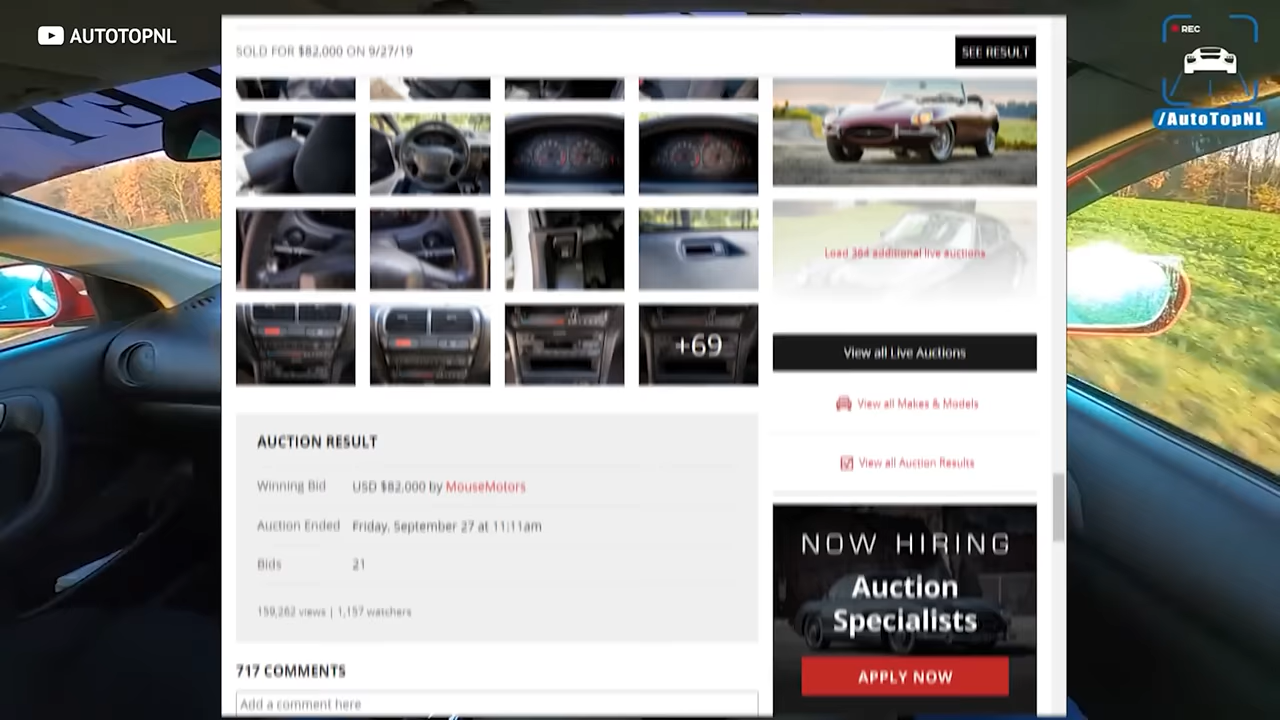 AUTOTOPNL
REC
/AutoTopNL
SOLD FOR $82,000 ON 9/27/19
SEE RESULT
Load 364 additional live auctions
+69
View all Live Auctions
View all Makes & Models
View all Auction Results
AUCTION RESULT
Winning Bid USD $82,000 by MouseMotors
Auction Ended Friday, September 27 at 11:11am
Bids 21
159,262 views | 1,157 watchers
717 COMMENTS
Add a comment here
NOW HIRING
Auction
Specialists
APPLY NOW